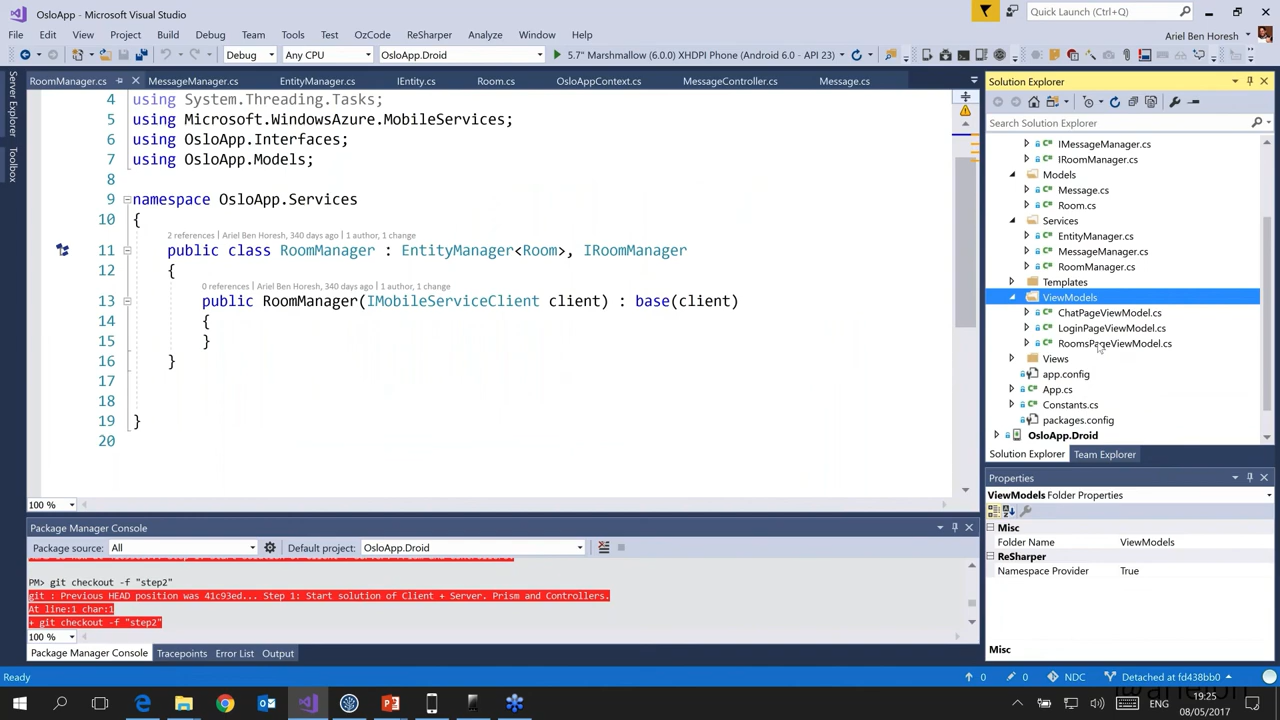 OsloApp - Microsoft Visual Studio
Quick Launch (Ctrl+Q)
File Edit View Project Build Debug Team Tools Test OzCode ReSharper Analyze Window Help
Ariel Ben Horesh
Debug Any CPU OsloApp.Droid 5.7" Marshmallow (6.0.0) XHDPI Phone (Android 6.0 - API 23)
Server Explorer
Toolbox
RoomManager.cs MessageManager.cs EntityManager.cs IEntity.cs Room.cs OsloAppContext.cs MessageController.cs Message.cs
4 using System.Threading.Tasks;
5 using Microsoft.WindowsAzure.MobileServices;
6 using OsloApp.Interfaces;
7 using OsloApp.Models;
8
9 namespace OsloApp.Services
10 {
2 references | Ariel Ben Horesh, 340 days ago | 1 author, 1 change
11 public class RoomManager : EntityManager<Room>, IRoomManager
12 {
0 references | Ariel Ben Horesh, 340 days ago | 1 author, 1 change
13 public RoomManager(IMobileServiceClient client) : base(client)
14 {
15 }
16 }
17
18
19 }
20
100 %
Package Manager Console
Package source: All Default project: OsloApp.Droid
PM> git checkout -f "step2"
git : Previous HEAD position was 41c93ed... Step 1: Start solution of Client + Server. Prism and Controllers.
At line:1 char:1
+ git checkout -f "step2"
100 %
Package Manager Console Tracepoints Error List Output
Solution Explorer
Search Solution Explorer
IMessageManager.cs
IRoomManager.cs
Models
Message.cs
Room.cs
Services
EntityManager.cs
MessageManager.cs
RoomManager.cs
Templates
ViewModels
ChatPageViewModel.cs
LoginPageViewModel.cs
RoomsPageViewModel.cs
Views
app.config
App.cs
Constants.cs
packages.config
OsloApp.Droid
Solution Explorer Team Explorer
Properties
ViewModels Folder Properties
Misc
Folder Name ViewModels
ReSharper
Namespace Provider True
Misc
Ready 0 0 NDC Detached at fd438bb0
ENG
09:25
08/05/2017